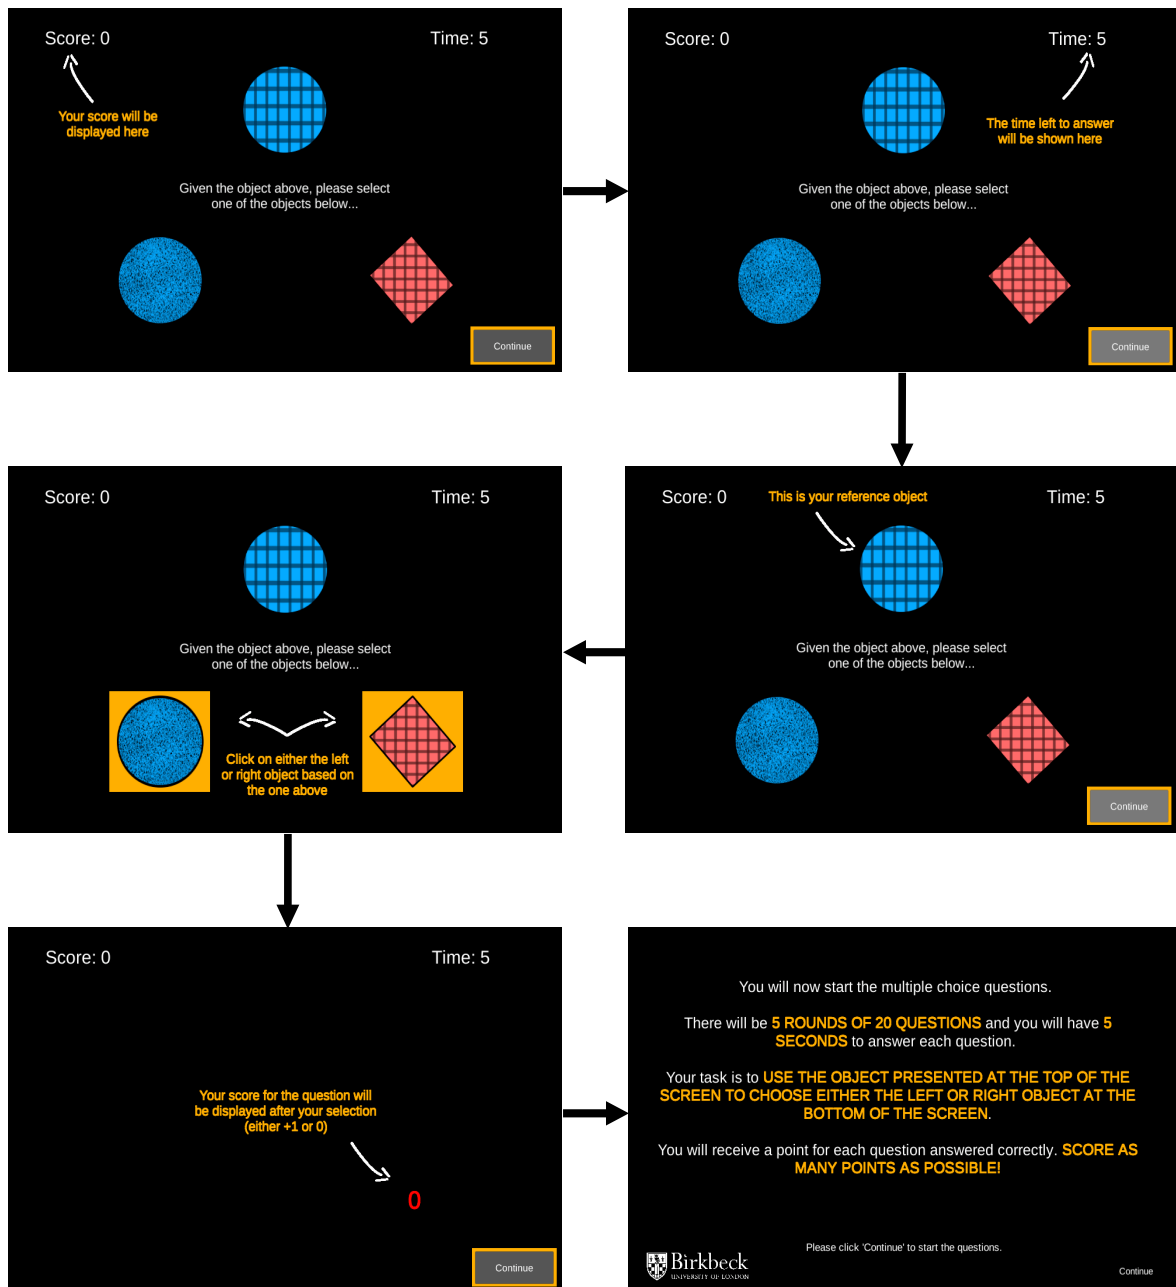 Score: 0
Time: 5
Your score will be
displayed here
Given the object above, please select
one of the objects below...
Continue
Score: 0
Time: 5
The time left to answer
will be shown here
Given the object above, please select
one of the objects below...
Continue
Score: 0
This is your reference object
Time: 5
Given the object above, please select
one of the objects below...
Continue
Score: 0
Time: 5
Given the object above, please select
one of the objects below...
Click on either the left
or right object based on
the one above
Score: 0
Time: 5
Your score for the question will
be displayed after your selection
(either +1 or 0)
0
Continue
You will now start the multiple choice questions.
There will be 5 ROUNDS OF 20 QUESTIONS and you will have 5
SECONDS to answer each question.
Your task is to USE THE OBJECT PRESENTED AT THE TOP OF THE
SCREEN TO CHOOSE EITHER THE LEFT OR RIGHT OBJECT AT THE
BOTTOM OF THE SCREEN.
You will receive a point for each question answered correctly. SCORE AS
MANY POINTS AS POSSIBLE!
Please click 'Continue' to start the questions.
Birkbeck
UNIVERSITY OF LONDON
Continue